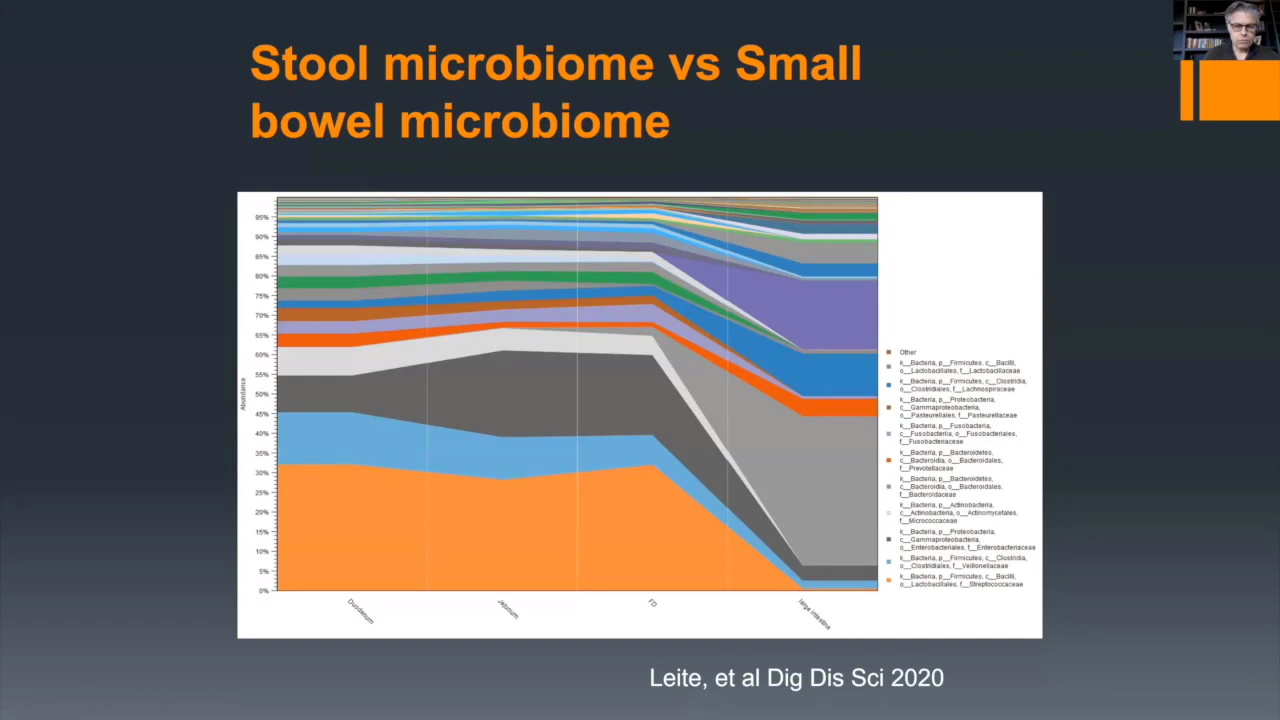 Stool microbiome vs Small
bowel microbiome
95%
90%
85%
80%
75%
70%
65%
60%
55%
50%
45%
40%
35%
30%
25%
20%
15%
10%
5%
0%
Abundance
Duodenum
Jejunum
FD
large intestine
Other
k__Bacteria, p__Firmicutes, c__Bacilli,
o__Lactobacillales, f__Lactobacillaceae
k__Bacteria, p__Firmicutes, c__Clostridia,
o__Clostridiales, f__Lachnospiraceae
k__Bacteria, p__Proteobacteria,
c__Gammaproteobacteria,
o__Pasteurellales, f__Pasteurellaceae
k__Bacteria, p__Fusobacteria,
c__Fusobacteriia, o__Fusobacteriales,
f__Fusobacteriaceae
k__Bacteria, p__Bacteroidetes,
c__Bacteroidia, o__Bacteroidales,
f__Prevotellaceae
k__Bacteria, p__Bacteroidetes,
c__Bacteroidia, o__Bacteroidales,
f__Bacteroidaceae
k__Bacteria, p__Actinobacteria,
c__Actinobacteria, o__Actinomycetales,
f__Micrococcaceae
k__Bacteria, p__Proteobacteria,
c__Gammaproteobacteria,
o__Enterobacteriales, f__Enterobacteriaceae
k__Bacteria, p__Firmicutes, c__Clostridia,
o__Clostridiales, f__Veillonellaceae
k__Bacteria, p__Firmicutes, c__Bacilli,
o__Lactobacillales, f__Streptococcaceae
Leite, et al Dig Dis Sci 2020